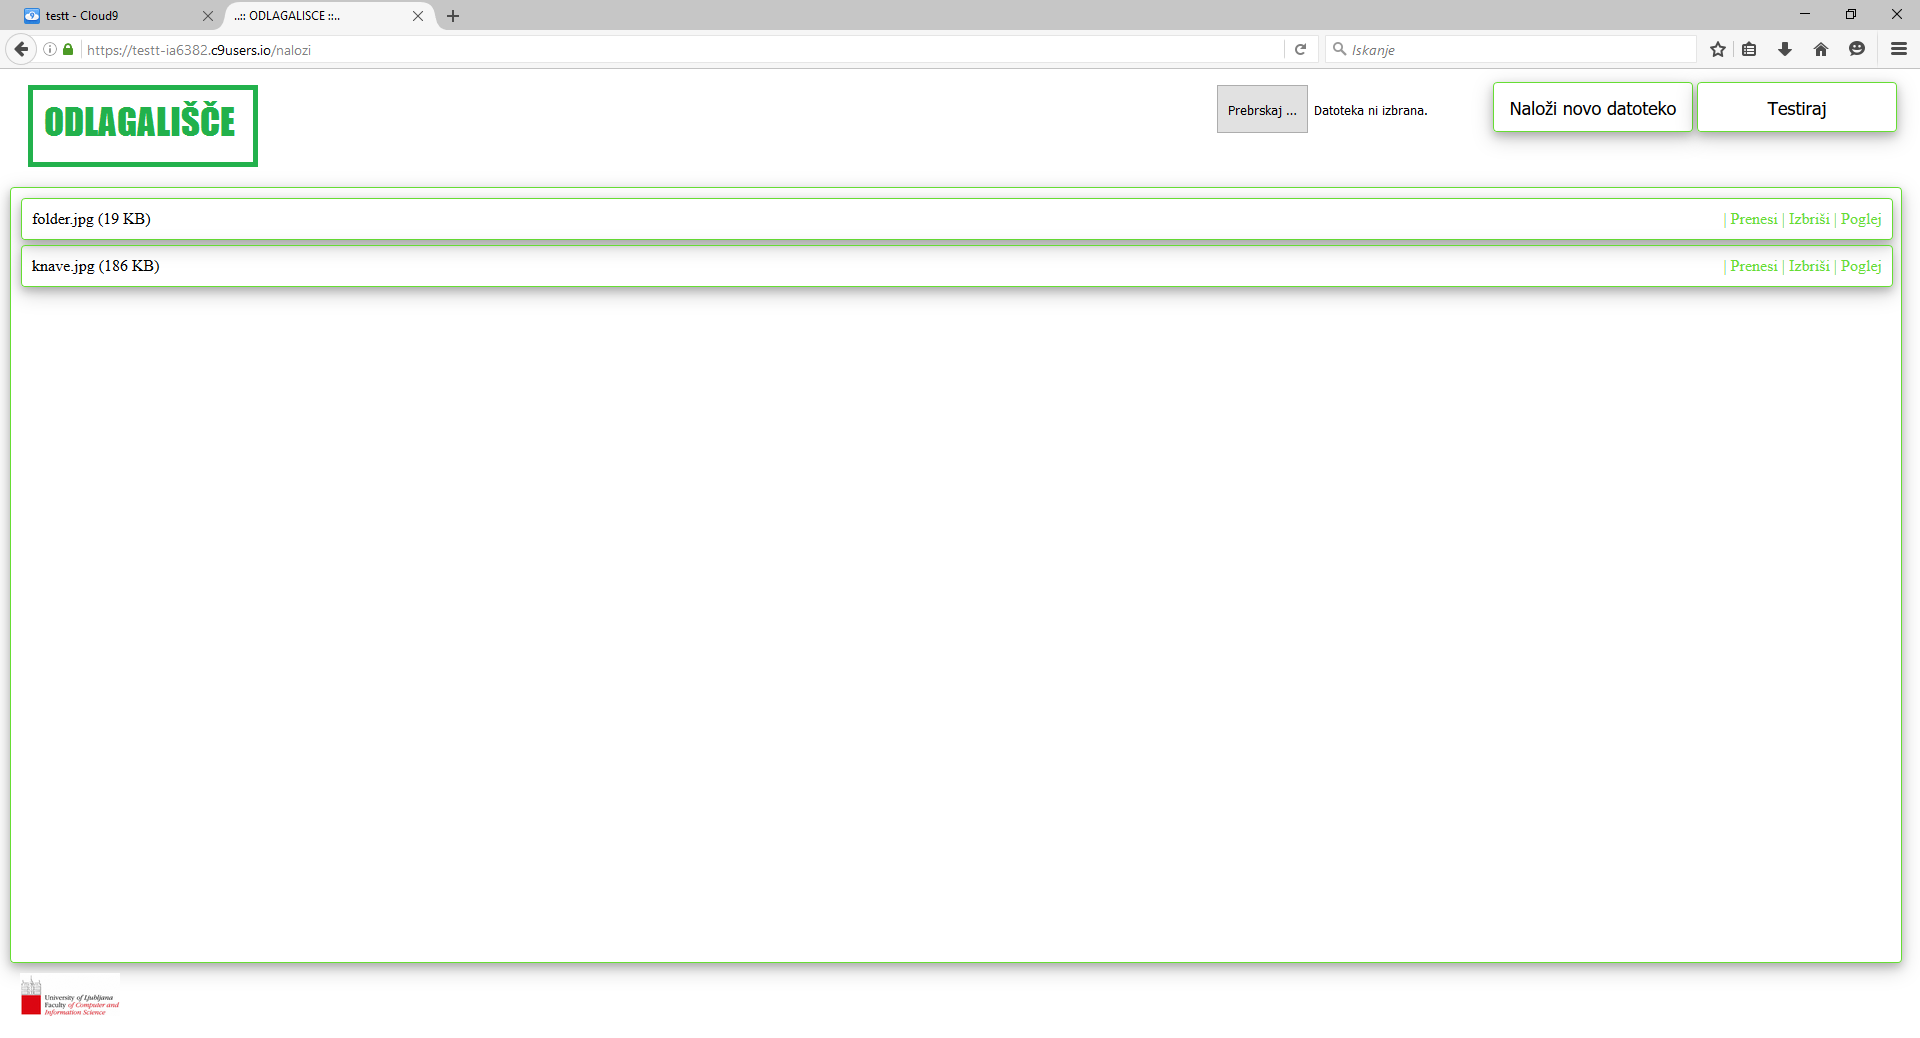 testt - Cloud9
..:: ODLAGALISCE ::..
https://testt-ia6382.c9users.io/nalozi
Iskanje
ODLAGALIŠČE
Prebrskaj ...
Datoteka ni izbrana.
Naloži novo datoteko
Testiraj
folder.jpg (19 KB)
| Prenesi | Izbriši | Poglej
knave.jpg (186 KB)
| Prenesi | Izbriši | Poglej
University of Ljubljana
Faculty of Computer and
Information Science